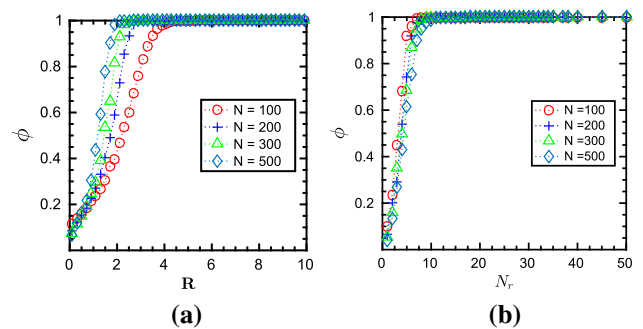 1
0.8
0.6
0.4
0.2
ϕ
N = 100
N = 200
N = 300
N = 500
0 2 4 6 8 10
R
(a)
1
0.8
0.6
0.4
0.2
ϕ
N =100
N =200
N =300
N =500
0 10 20 30 40 50
N_r
(b)